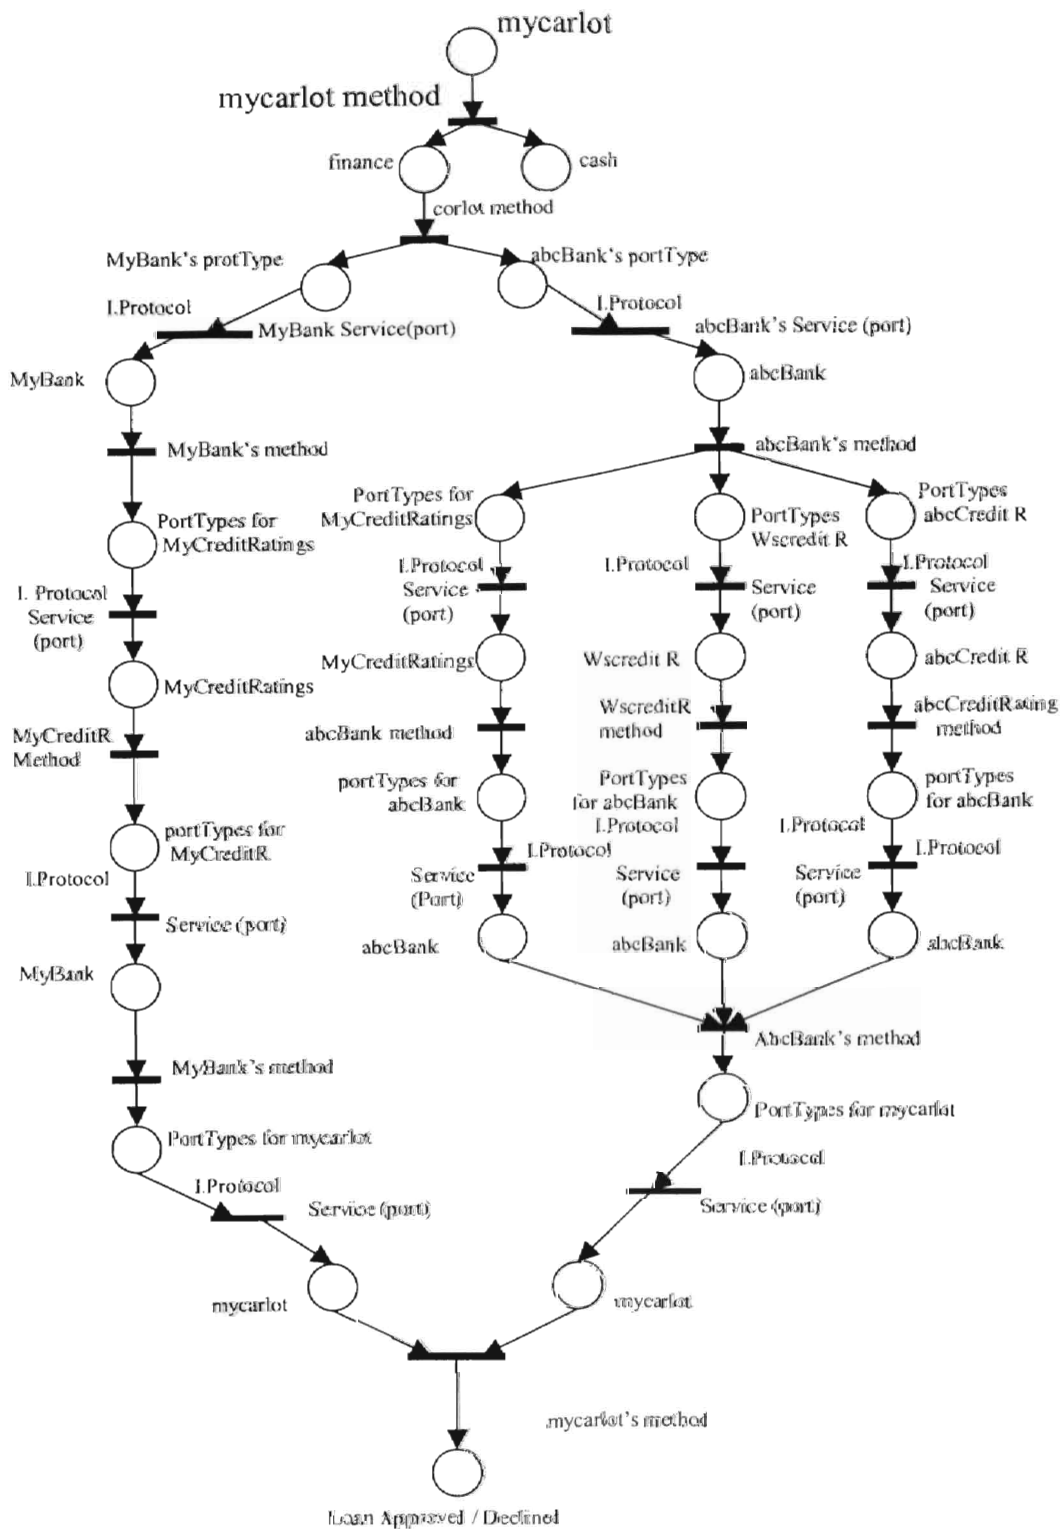 mycarlot
mycarlot method
finance
cash
corlot method
MyBank's protType
abcBank's portType
I.Protocol
I.Protocol
MyBank Service(port)
abcBank's Service (port)
MyBank
abcBank
MyBank's method
abcBank's method
PortTypes for
MyCreditRatings
PortTypes for
MyCreditRatings
PortTypes
Wscredit R
PortTypes
abcCredit R
I. Protocol
Service
(port)
I.Protocol
Service
(port)
I.Protocol
Service
(port)
I.Protocol
Service
(port)
MyCreditRatings
MyCreditRatings
Wscredit R
abcCredit R
MyCreditR
Method
abcBank method
WscreditR
method
abcCreditRating
method
portTypes for
MyCreditR
portTypes for
abcBank
PortTypes
for abcBank
portTypes
for abcBank
I.Protocol
Service (port)
I.Protocol
Service
(Port)
I.Protocol
Service
(port)
I.Protocol
I.Protocol
Service
(port)
MyBank
abcBank
abcBank
abcBank
MyBank's method
AbcBank's method
PortTypes for mycarlot
PortTypes for mycarlot
I.Protocol
Service (port)
I.Protocol
Service (port)
mycarlot
mycarlot
mycarlot's method
Loan Approved / Declined